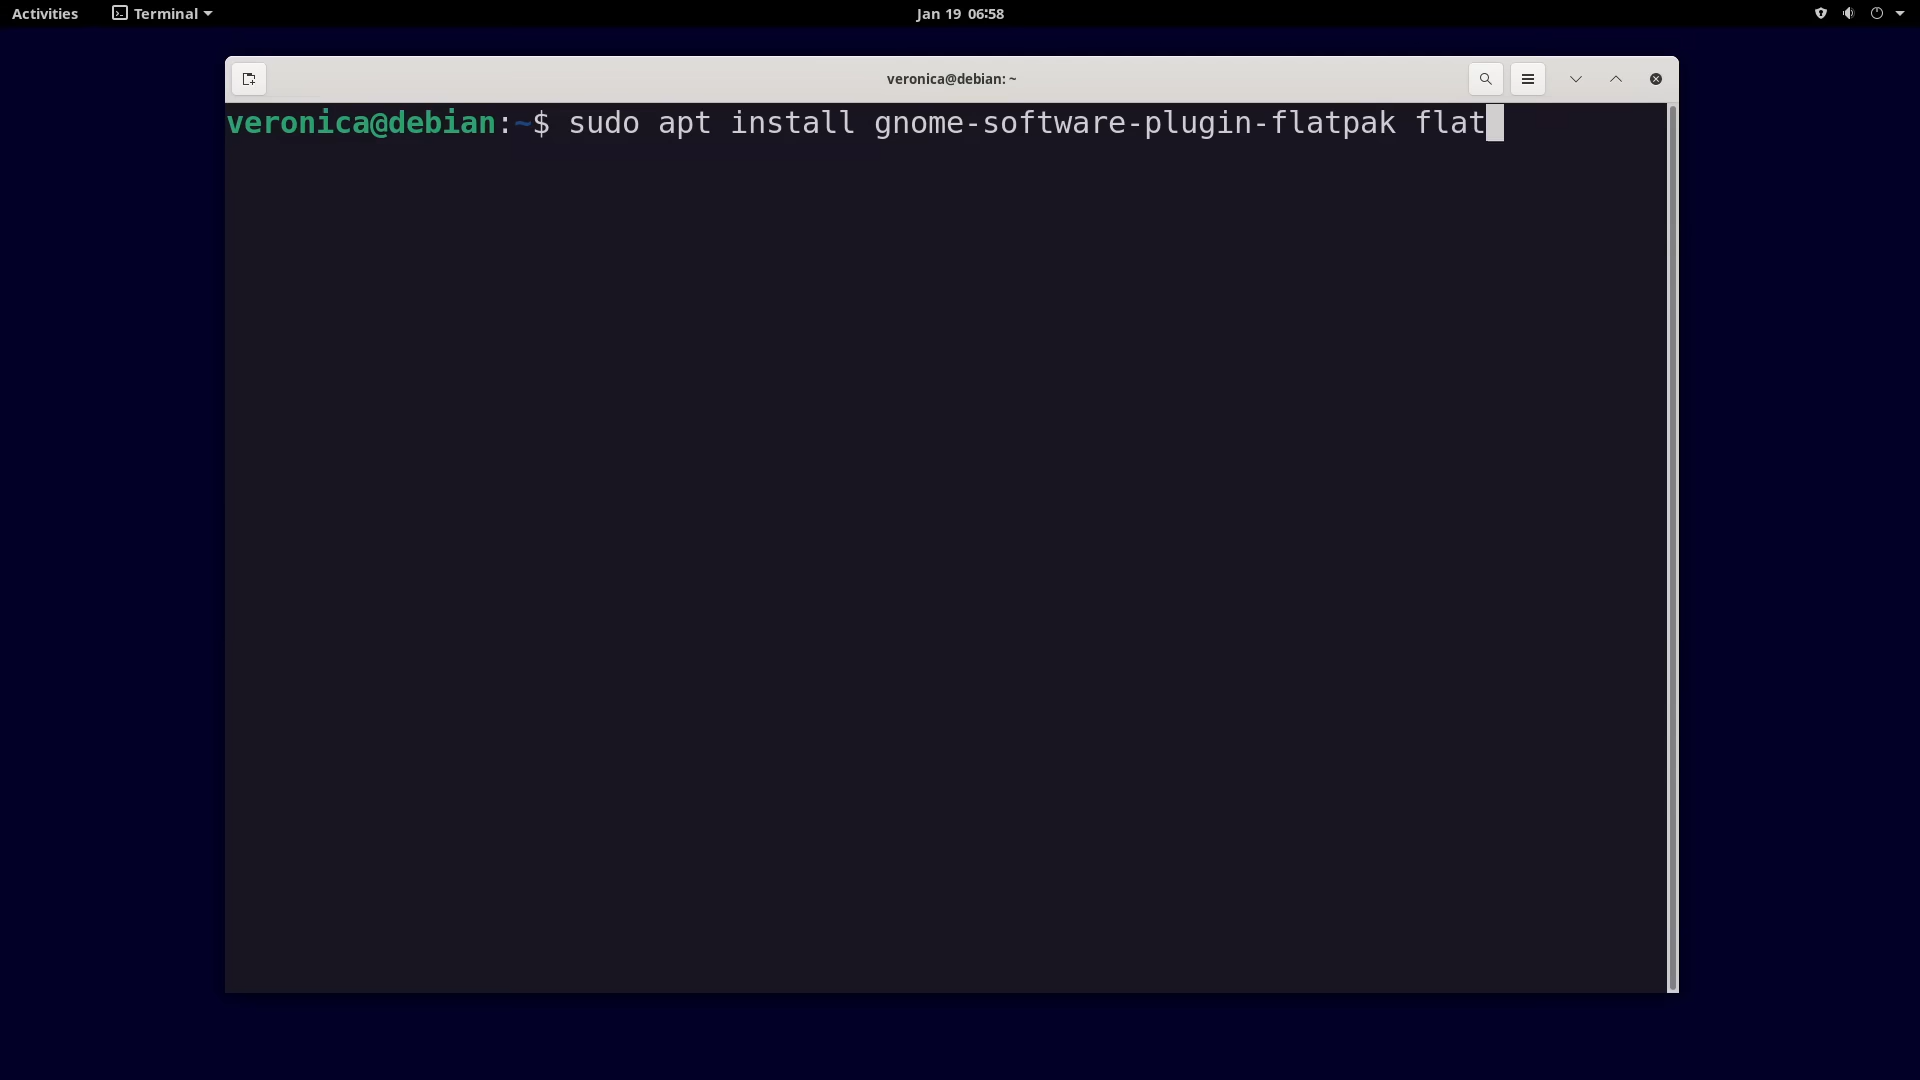 Activities
Terminal
Jan 19 06:58
veronica@debian: ~
veronica@debian:~$ sudo apt install gnome-software-plugin-flatpak flat